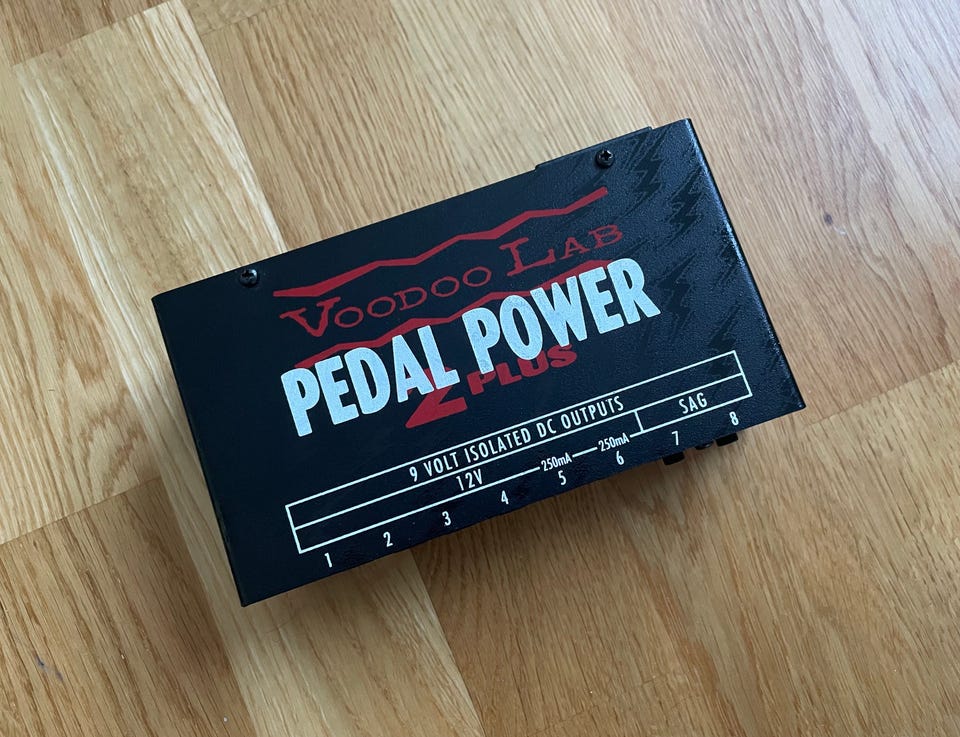 VOODOO LAB
PEDAL POWER
2 PLUS
9 VOLT ISOLATED DC OUTPUTS
SAG
12V
250mA
250mA
1 2 3 4 5 6 7 8